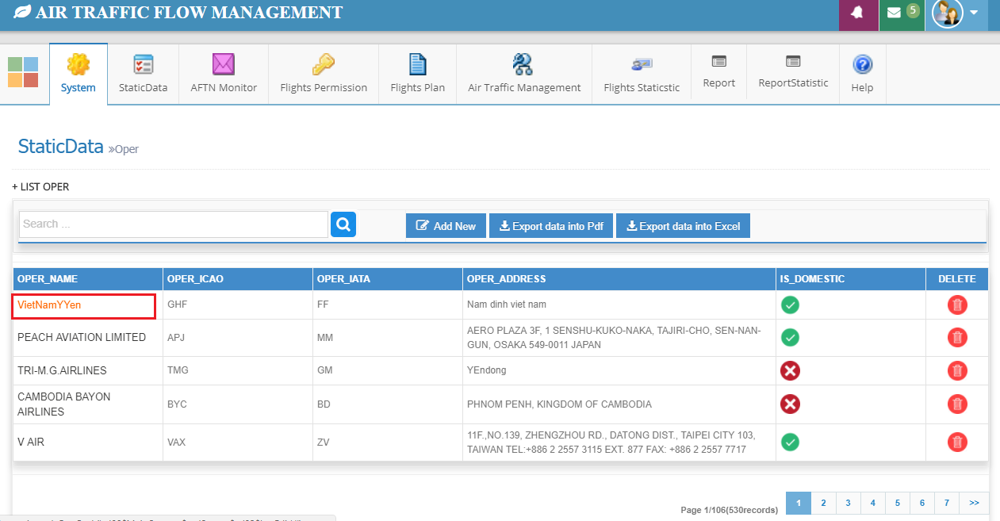 AIR TRAFFIC FLOW MANAGEMENT
5
System
StaticData
AFTN Monitor
Flights Permission
Flights Plan
Air Traffic Management
Flights Staticstic
Report
ReportStatistic
Help
StaticData »Oper
+ LIST OPER
Search ...
Add New
Export data into Pdf
Export data into Excel
OPER_NAME OPER_ICAO OPER_IATA OPER_ADDRESS IS_DOMESTIC DELETE
VietNamYYen GHF FF Nam dinh viet nam
PEACH AVIATION LIMITED APJ MM AERO PLAZA 3F, 1 SENSHU-KUKO-NAKA, TAJIRI-CHO, SEN-NAN-
GUN, OSAKA 549-0011 JAPAN
TRI-M.G.AIRLINES TMG GM YEndong
CAMBODIA BAYON
AIRLINES BYC BD PHNOM PENH, KINGDOM OF CAMBODIA
V AIR VAX ZV 11F.,NO.139, ZHENGZHOU RD., DATONG DIST., TAIPEI CITY 103,
TAIWAN TEL:+886 2 2557 3115 EXT. 877 FAX: +886 2 2557 7717
Page 1/106(530records) 1 2 3 4 5 6 7 >>